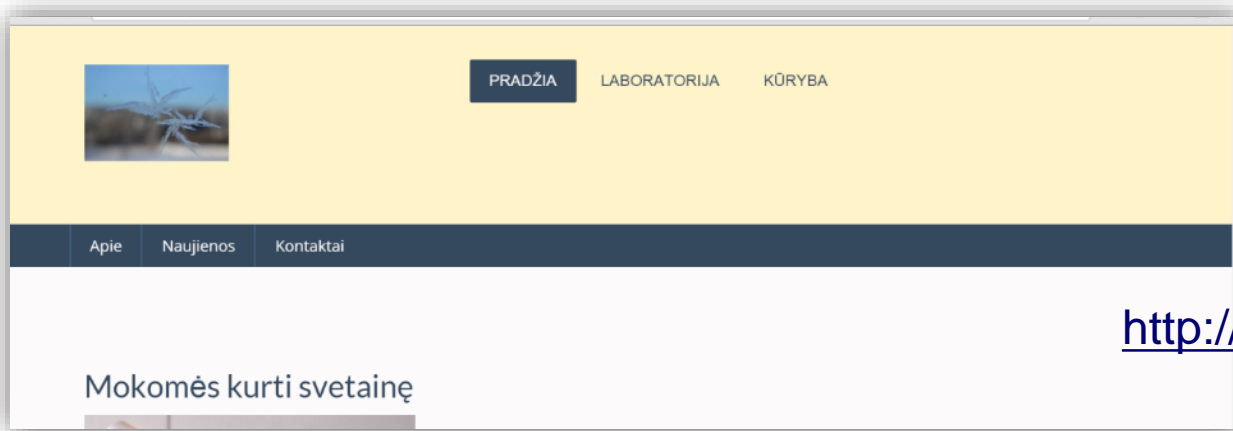 PRADŽIA LABORATORIJA KŪRYBA
Apie Naujienos Kontaktai
http://
Mokomės kurti svetainę